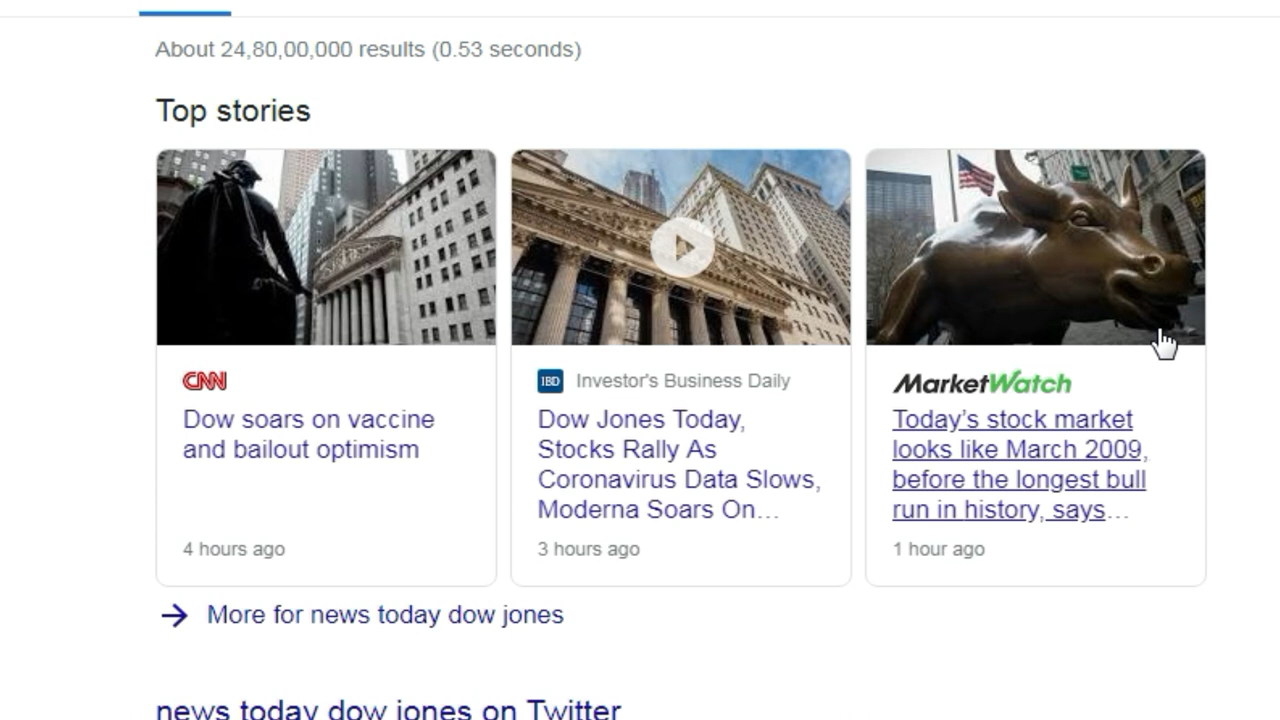 About 24,80,00,000 results (0.53 seconds)
Top stories
CNN
Dow soars on vaccine
and bailout optimism
4 hours ago
IBD Investor's Business Daily
Dow Jones Today,
Stocks Rally As
Coronavirus Data Slows,
Moderna Soars On…
3 hours ago
MarketWatch
Today’s stock market
looks like March 2009,
before the longest bull
run in history, says…
1 hour ago
More for news today dow jones
news today dow jones on Twitter